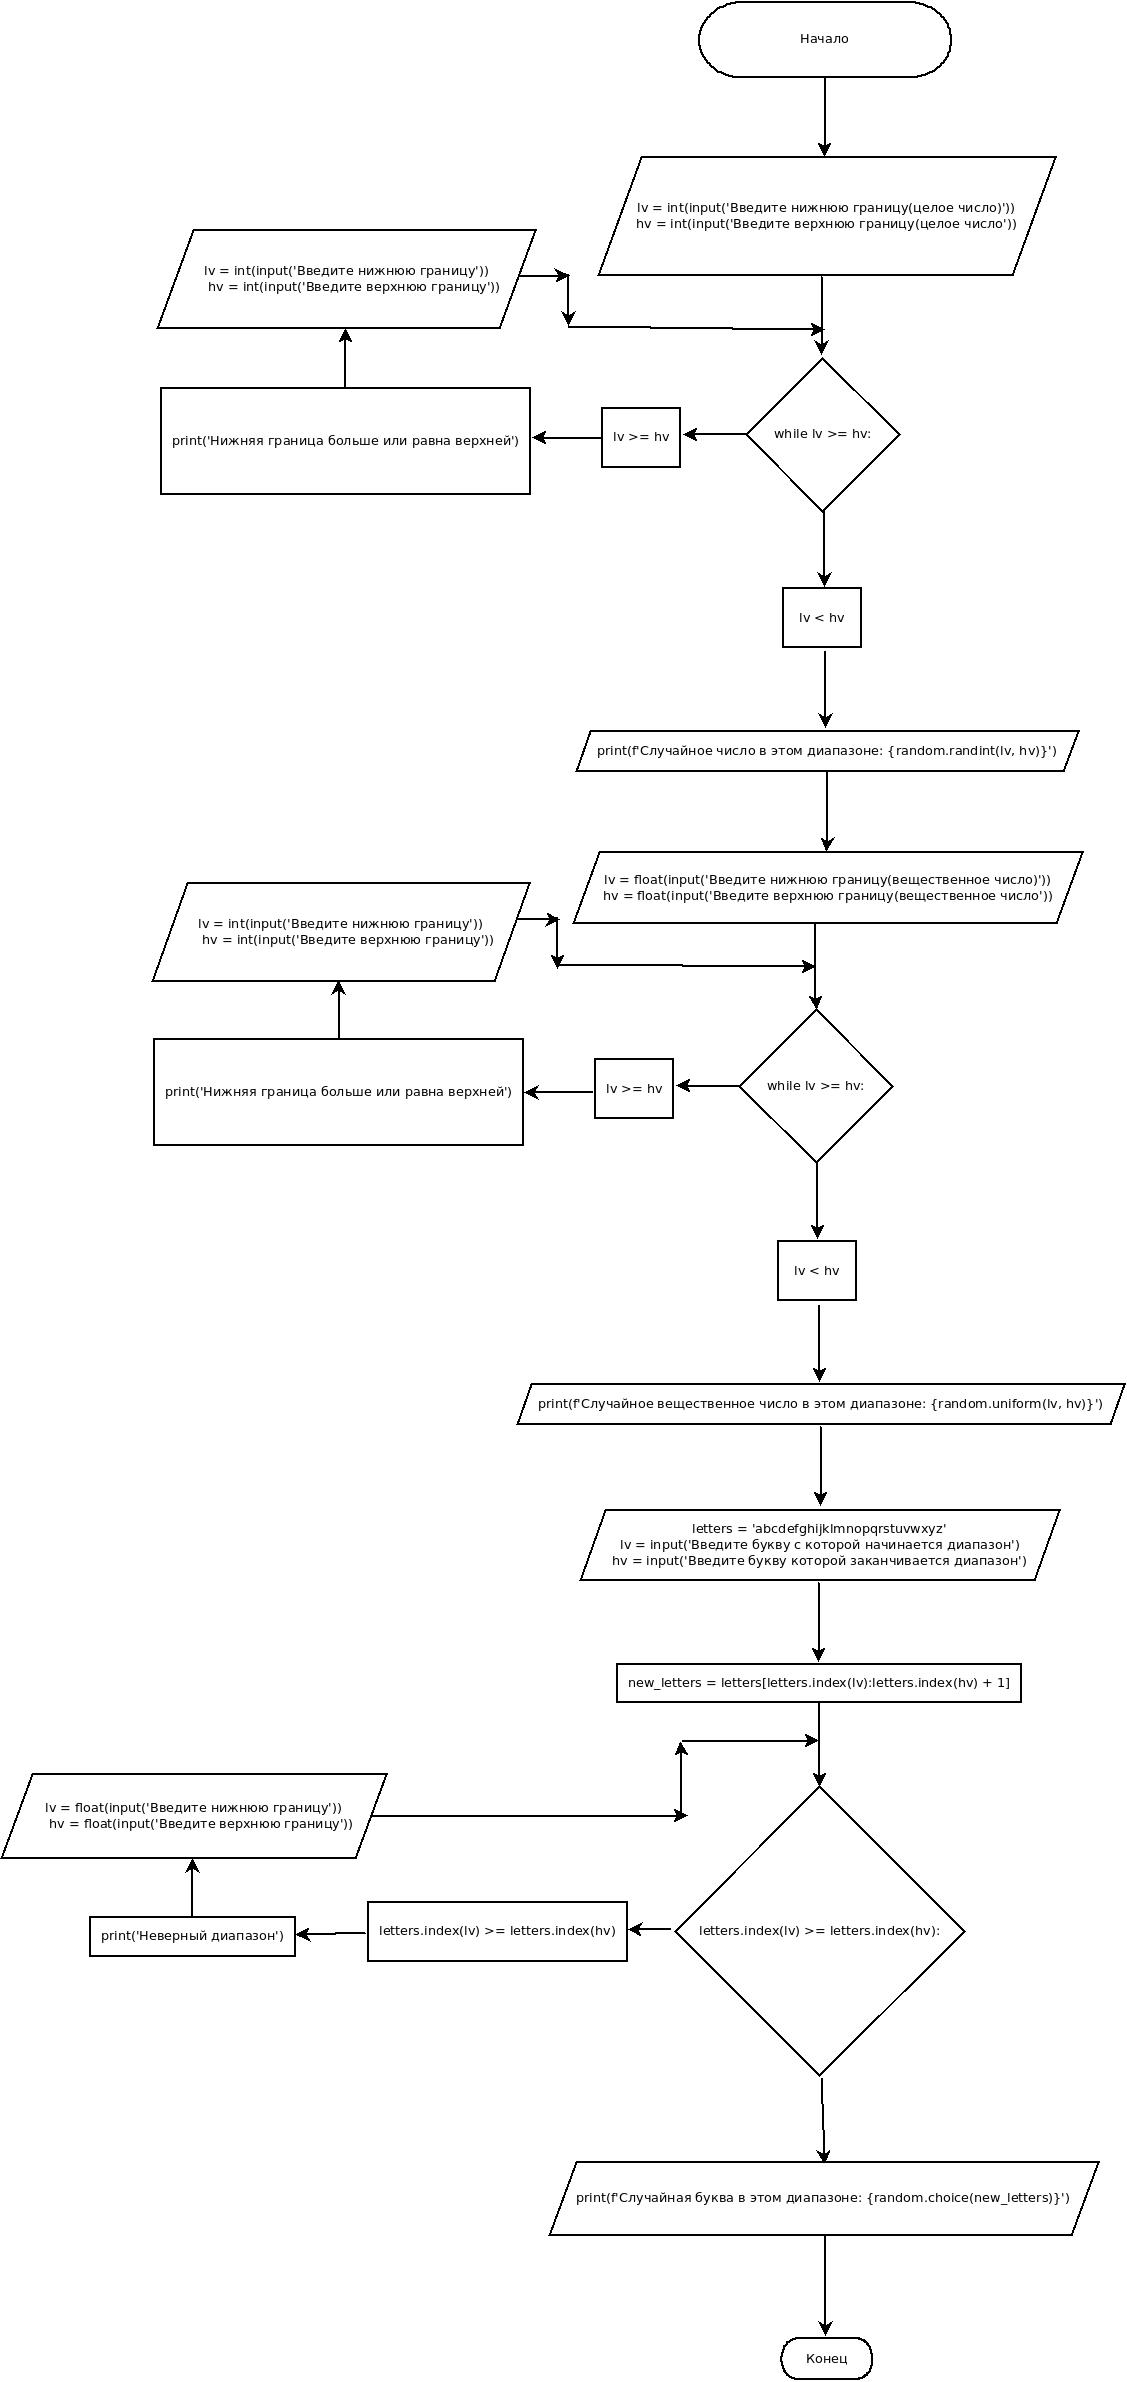 Начало
lv = int(input('Введите нижнюю границу(целое число)'))
hv = int(input('Введите верхнюю границу(целое число'))
lv = int(input('Введите нижнюю границу'))
hv = int(input('Введите верхнюю границу'))
print('Нижняя граница больше или равна верхней')
lv >= hv
while lv >= hv:
lv < hv
print(f'Случайное число в этом диапазоне: {random.randint(lv, hv)}')
lv = float(input('Введите нижнюю границу(вещественное число)'))
hv = float(input('Введите верхнюю границу(вещественное число'))
lv = int(input('Введите нижнюю границу'))
hv = int(input('Введите верхнюю границу'))
print('Нижняя граница больше или равна верхней')
lv >= hv
while lv >= hv:
lv < hv
print(f'Случайное вещественное число в этом диапазоне: {random.uniform(lv, hv)}')
letters = 'abcdefghijklmnopqrstuvwxyz'
lv = input('Введите букву с которой начинается диапазон')
hv = input('Введите букву которой заканчивается диапазон')
new_letters = letters[letters.index(lv):letters.index(hv) + 1]
lv = float(input('Введите нижнюю границу'))
hv = float(input('Введите верхнюю границу'))
print('Неверный диапазон')
letters.index(lv) >= letters.index(hv)
letters.index(lv) >= letters.index(hv):
print(f'Случайная буква в этом диапазоне: {random.choice(new_letters)}')
Конец